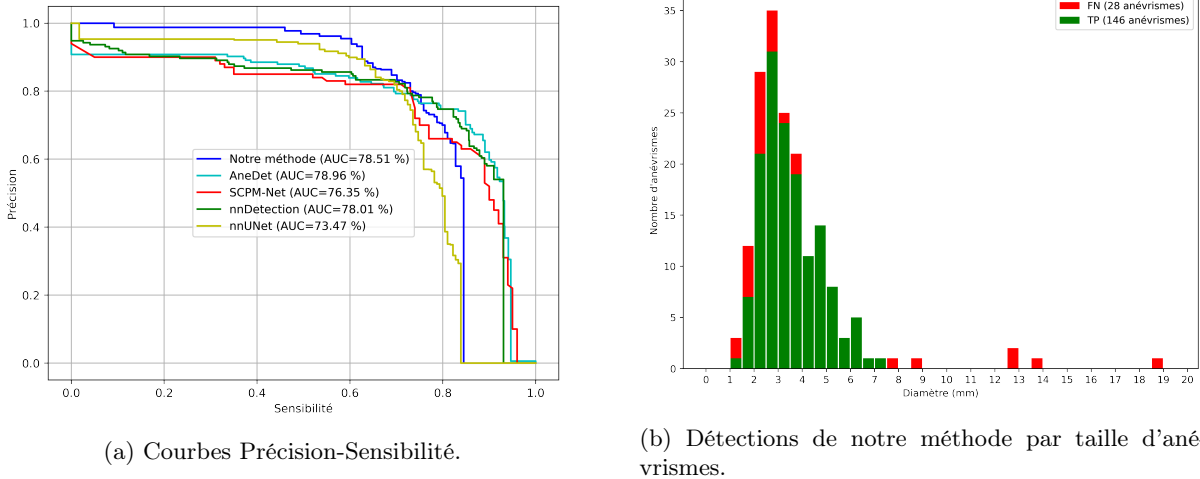 1.0
0.8
0.6
0.4
0.2
0.0
Précision
Notre méthode (AUC=78.51 %)
AneDet (AUC=78.96 %)
SCPM-Net (AUC=76.35 %)
nnDetection (AUC=78.01 %)
nnUNet (AUC=73.47 %)
0.0 0.2 0.4 0.6 0.8 1.0
Sensibilité
(a) Courbes Précision-Sensibilité.
FN (28 anévrismes)
TP (146 anévrismes)
35
30
25
20
15
10
5
0
Nombre d'anévrismes
0 1 2 3 4 5 6 7 8 9 10 11 12 13 14 15 16 17 18 19 20
Diamètre (mm)
(b) Détections de notre méthode par taille d'ané
vrismes.